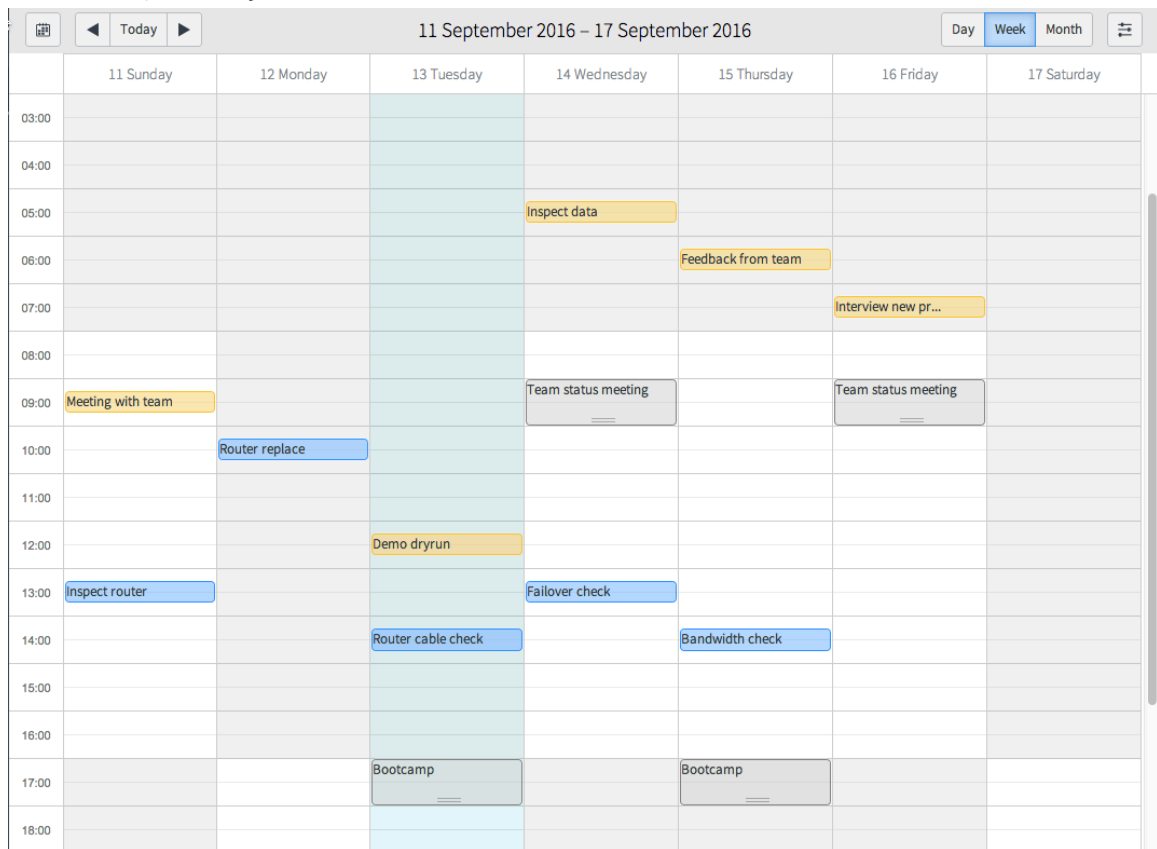 Today 11 September 2016 – 17 September 2016 Day Week Month
11 Sunday 12 Monday 13 Tuesday 14 Wednesday 15 Thursday 16 Friday 17 Saturday
03:00
04:00
05:00 Inspect data
06:00 Feedback from team
07:00 Interview new pr...
08:00
Team status meeting Team status meeting
09:00 Meeting with team
10:00 Router replace
11:00
12:00 Demo dryrun
13:00 Inspect router Failover check
14:00 Router cable check Bandwidth check
15:00
16:00
Bootcamp Bootcamp
17:00
18:00